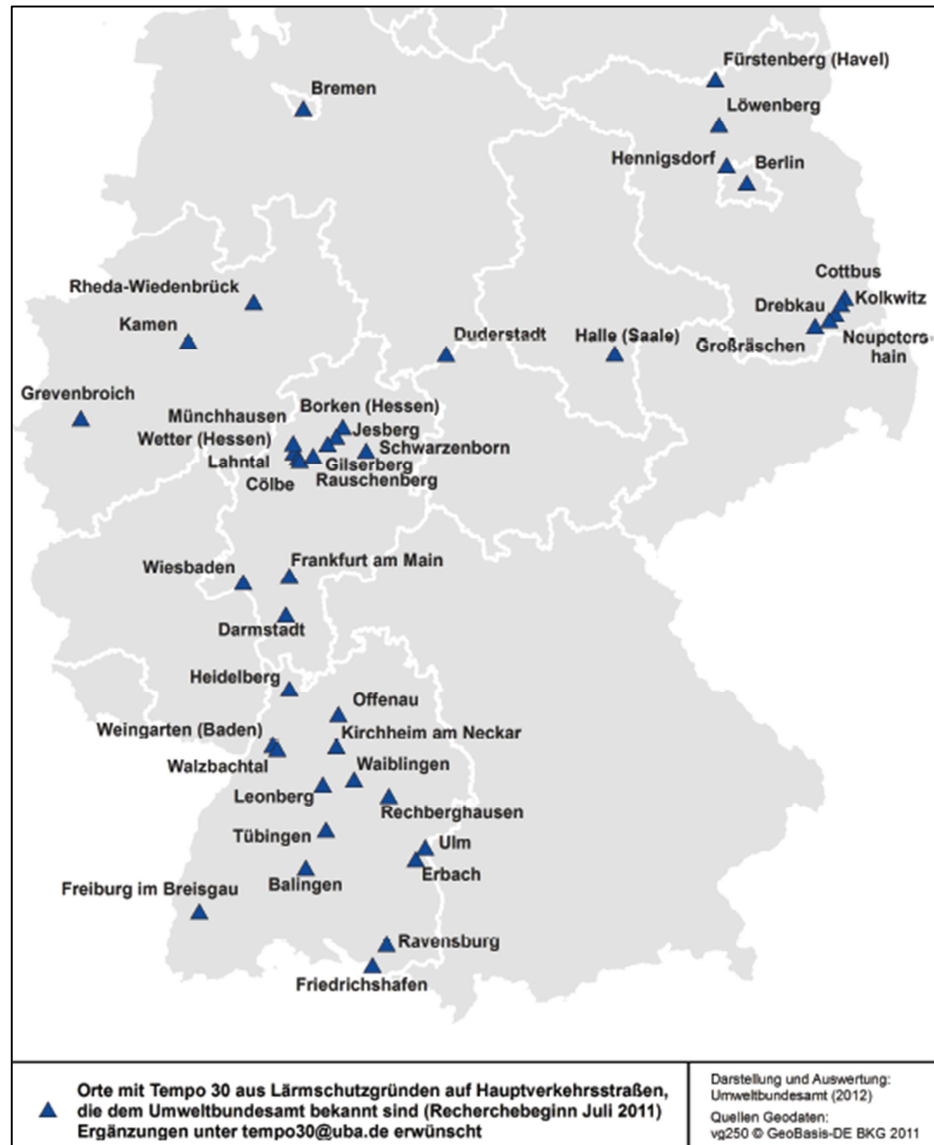 Fürstenberg (Havel)
Bremen
Löwenberg
Hennigsdorf
Berlin
Cottbus
Rheda-Wiedenbrück
Kolkwitz
Drebkau
Kamen
Duderstadt
Halle (Saale)
Großräschen
Neupeters-
hain
Grevenbroich
Borken (Hessen)
Münchhausen
Jesberg
Wetter (Hessen)
Schwarzenborn
Lahntal
Gilserberg
Cölbe
Rauschenberg
Frankfurt am Main
Wiesbaden
Darmstadt
Heidelberg
Offenau
Weingarten (Baden)
Kirchheim am Neckar
Walzbachtal
Waiblingen
Leonberg
Rechberghausen
Tübingen
Ulm
Erbach
Balingen
Freiburg im Breisgau
Ravensburg
Friedrichshafen
Orte mit Tempo 30 aus Lärmschutzgründen auf Hauptverkehrsstraßen,
die dem Umweltbundesamt bekannt sind (Recherchebeginn Juli 2011)
Ergänzungen unter tempo30@uba.de erwünscht
Darstellung und Auswertung:
Umweltbundesamt (2012)
Quellen Geodaten:
vg250 © GeoBasis-DE BKG 2011